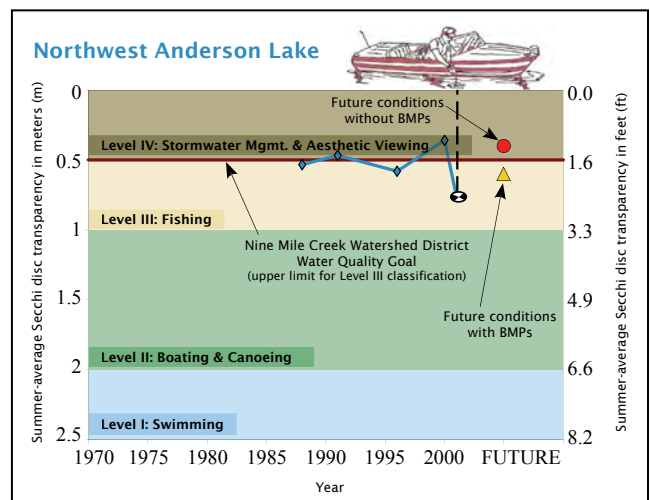 Northwest Anderson Lake
Summer-average Secchi disc transparency in meters (m)
0
0.5
1
1.5
2
2.5
Future conditions
without BMPs
Level IV: Stormwater Mgmt. & Aesthetic Viewing
Level III: Fishing
Nine Mile Creek Watershed District
Water Quality Goal
(upper limit for Level III classification)
Future conditions
with BMPs
Level II: Boating & Canoeing
Level I: Swimming
0.0
1.6
3.3
4.9
6.6
8.2
Summer-average Secchi disc transparency in feet (ft)
1970 1975 1980 1985 1990 1995 2000 FUTURE
Year